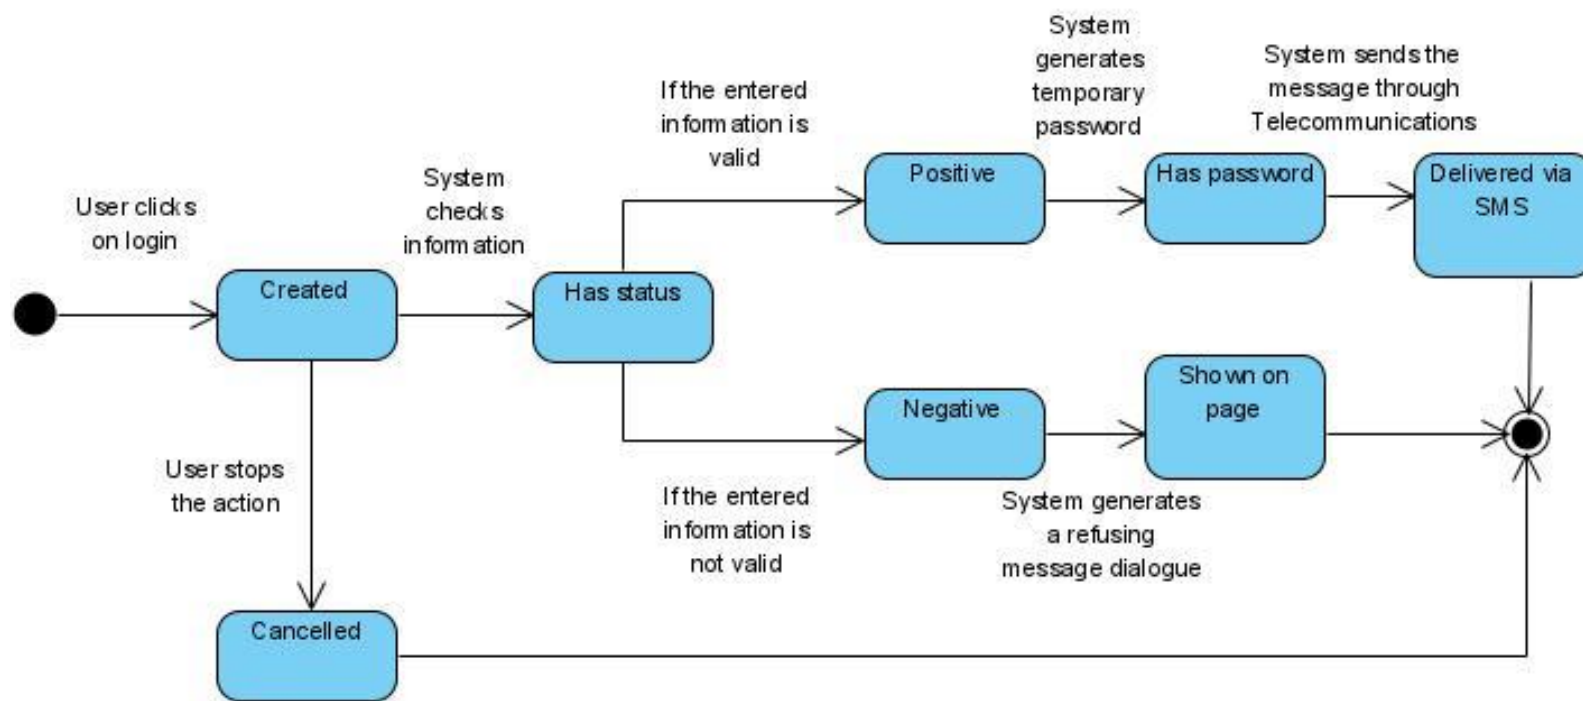 User clicks
on login
Created
System
checks
information
Has status
If the entered
information is
valid
Positive
System
generates
temporary
password
Has password
System sends the
message through
Telecommunications
Delivered via
SMS
User stops
the action
Cancelled
If the entered
information is
not valid
Negative
System generates
a refusing
message dialogue
Shown on
page